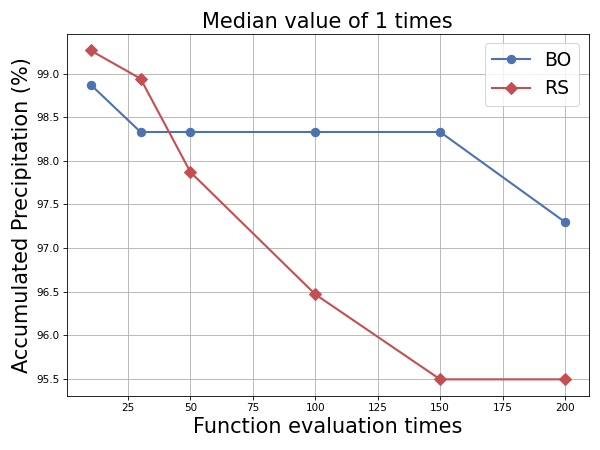 Median value of 1 times
BO
RS
Accumulated Precipitation (%)
99.0
98.5
98.0
97.5
97.0
96.5
96.0
95.5
25 50 75 100 125 150 175 200
Function evaluation times